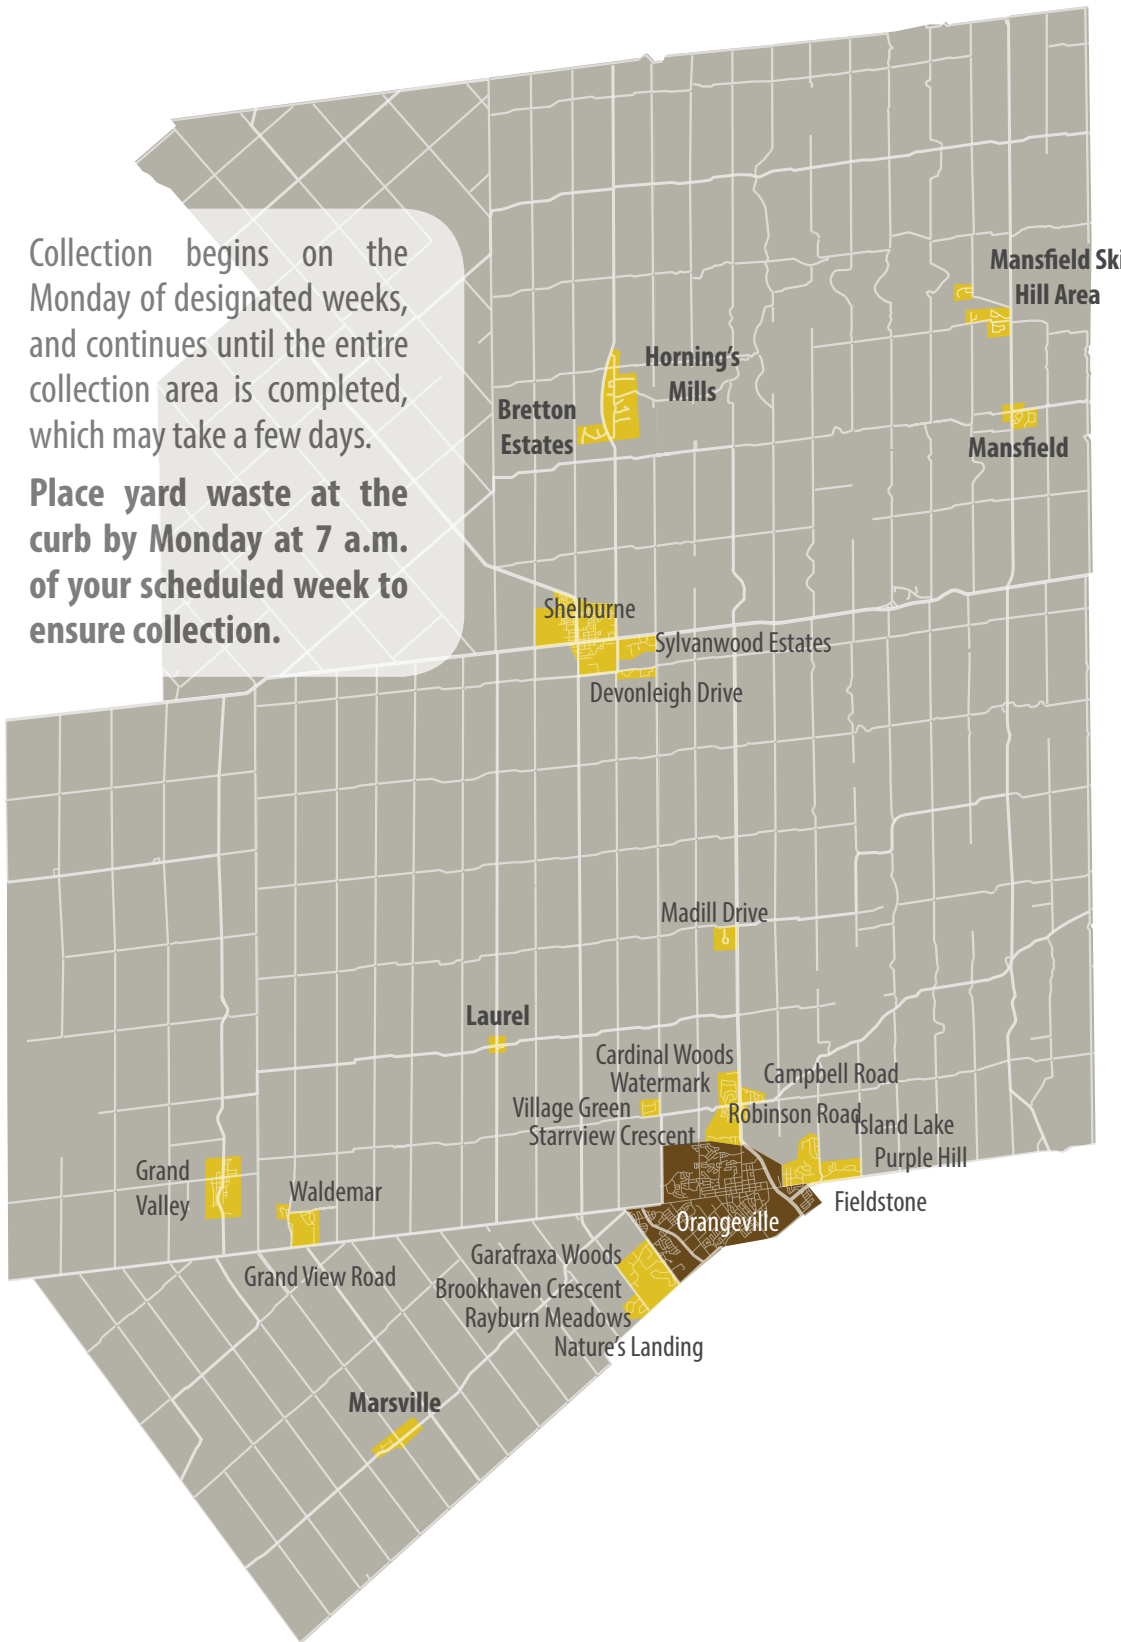 Collection begins on the
Monday of designated weeks,
and continues until the entire
collection area is completed,
which may take a few days.
Place yard waste at the
curb by Monday at 7 a.m.
of your scheduled week to
ensure collection.
Mansfield Ski
Hill Area
Horning's
Mills
Bretton
Estates
Mansfield
Shelburne
Sylvanwood Estates
Devonleigh Drive
Madill Drive
Laurel
Cardinal Woods
Watermark
Campbell Road
Village Green
Robinson Road
Starrview Crescent
Island Lake
Purple Hill
Grand
Valley
Waldemar
Fieldstone
Orangeville
Garafraxa Woods
Grand View Road
Brookhaven Crescent
Rayburn Meadows
Nature's Landing
Marsville